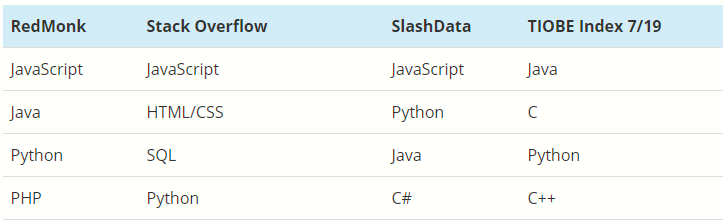 RedMonk Stack Overflow SlashData TIOBE Index 7/19
JavaScript JavaScript JavaScript Java
Java HTML/CSS Python C
Python SQL Java Python
PHP Python C# C++